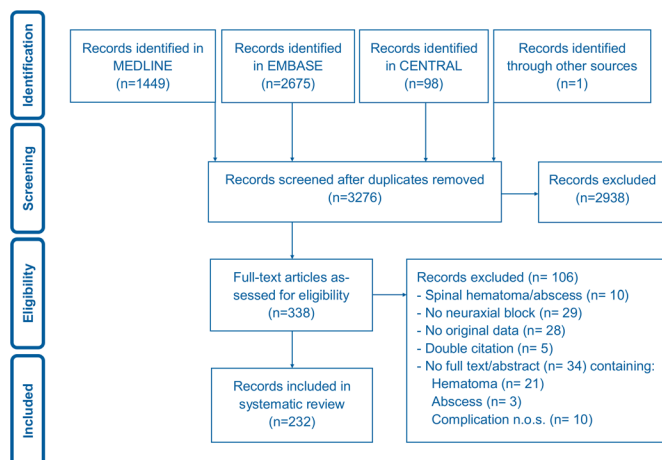 Identification
Records identified in
MEDLINE
(n=1449)
Records identified
in EMBASE
(n=2675)
Records identified
in CENTRAL
(n=98)
Records identified
through other sources
(n=1)
Screening
Records screened after duplicates removed
(n=3276)
Records excluded
(n=2938)
Eligibility
Full-text articles as-
sessed for eligibility
(n=338)
Records excluded (n= 106)
- Spinal hematoma/abscess (n= 10)
- No neuraxial block (n= 29)
- No original data (n= 28)
- Double citation (n= 5)
- No full text/abstract (n= 34) containing:
Hematoma (n= 21)
Abscess (n= 3)
Complication n.o.s. (n= 10)
Included
Records included in
systematic review
(n=232)